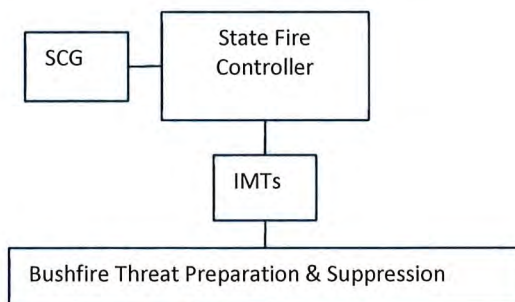 SCG
State Fire
Controller
IMTs
Bushfire Threat Preparation & Suppression